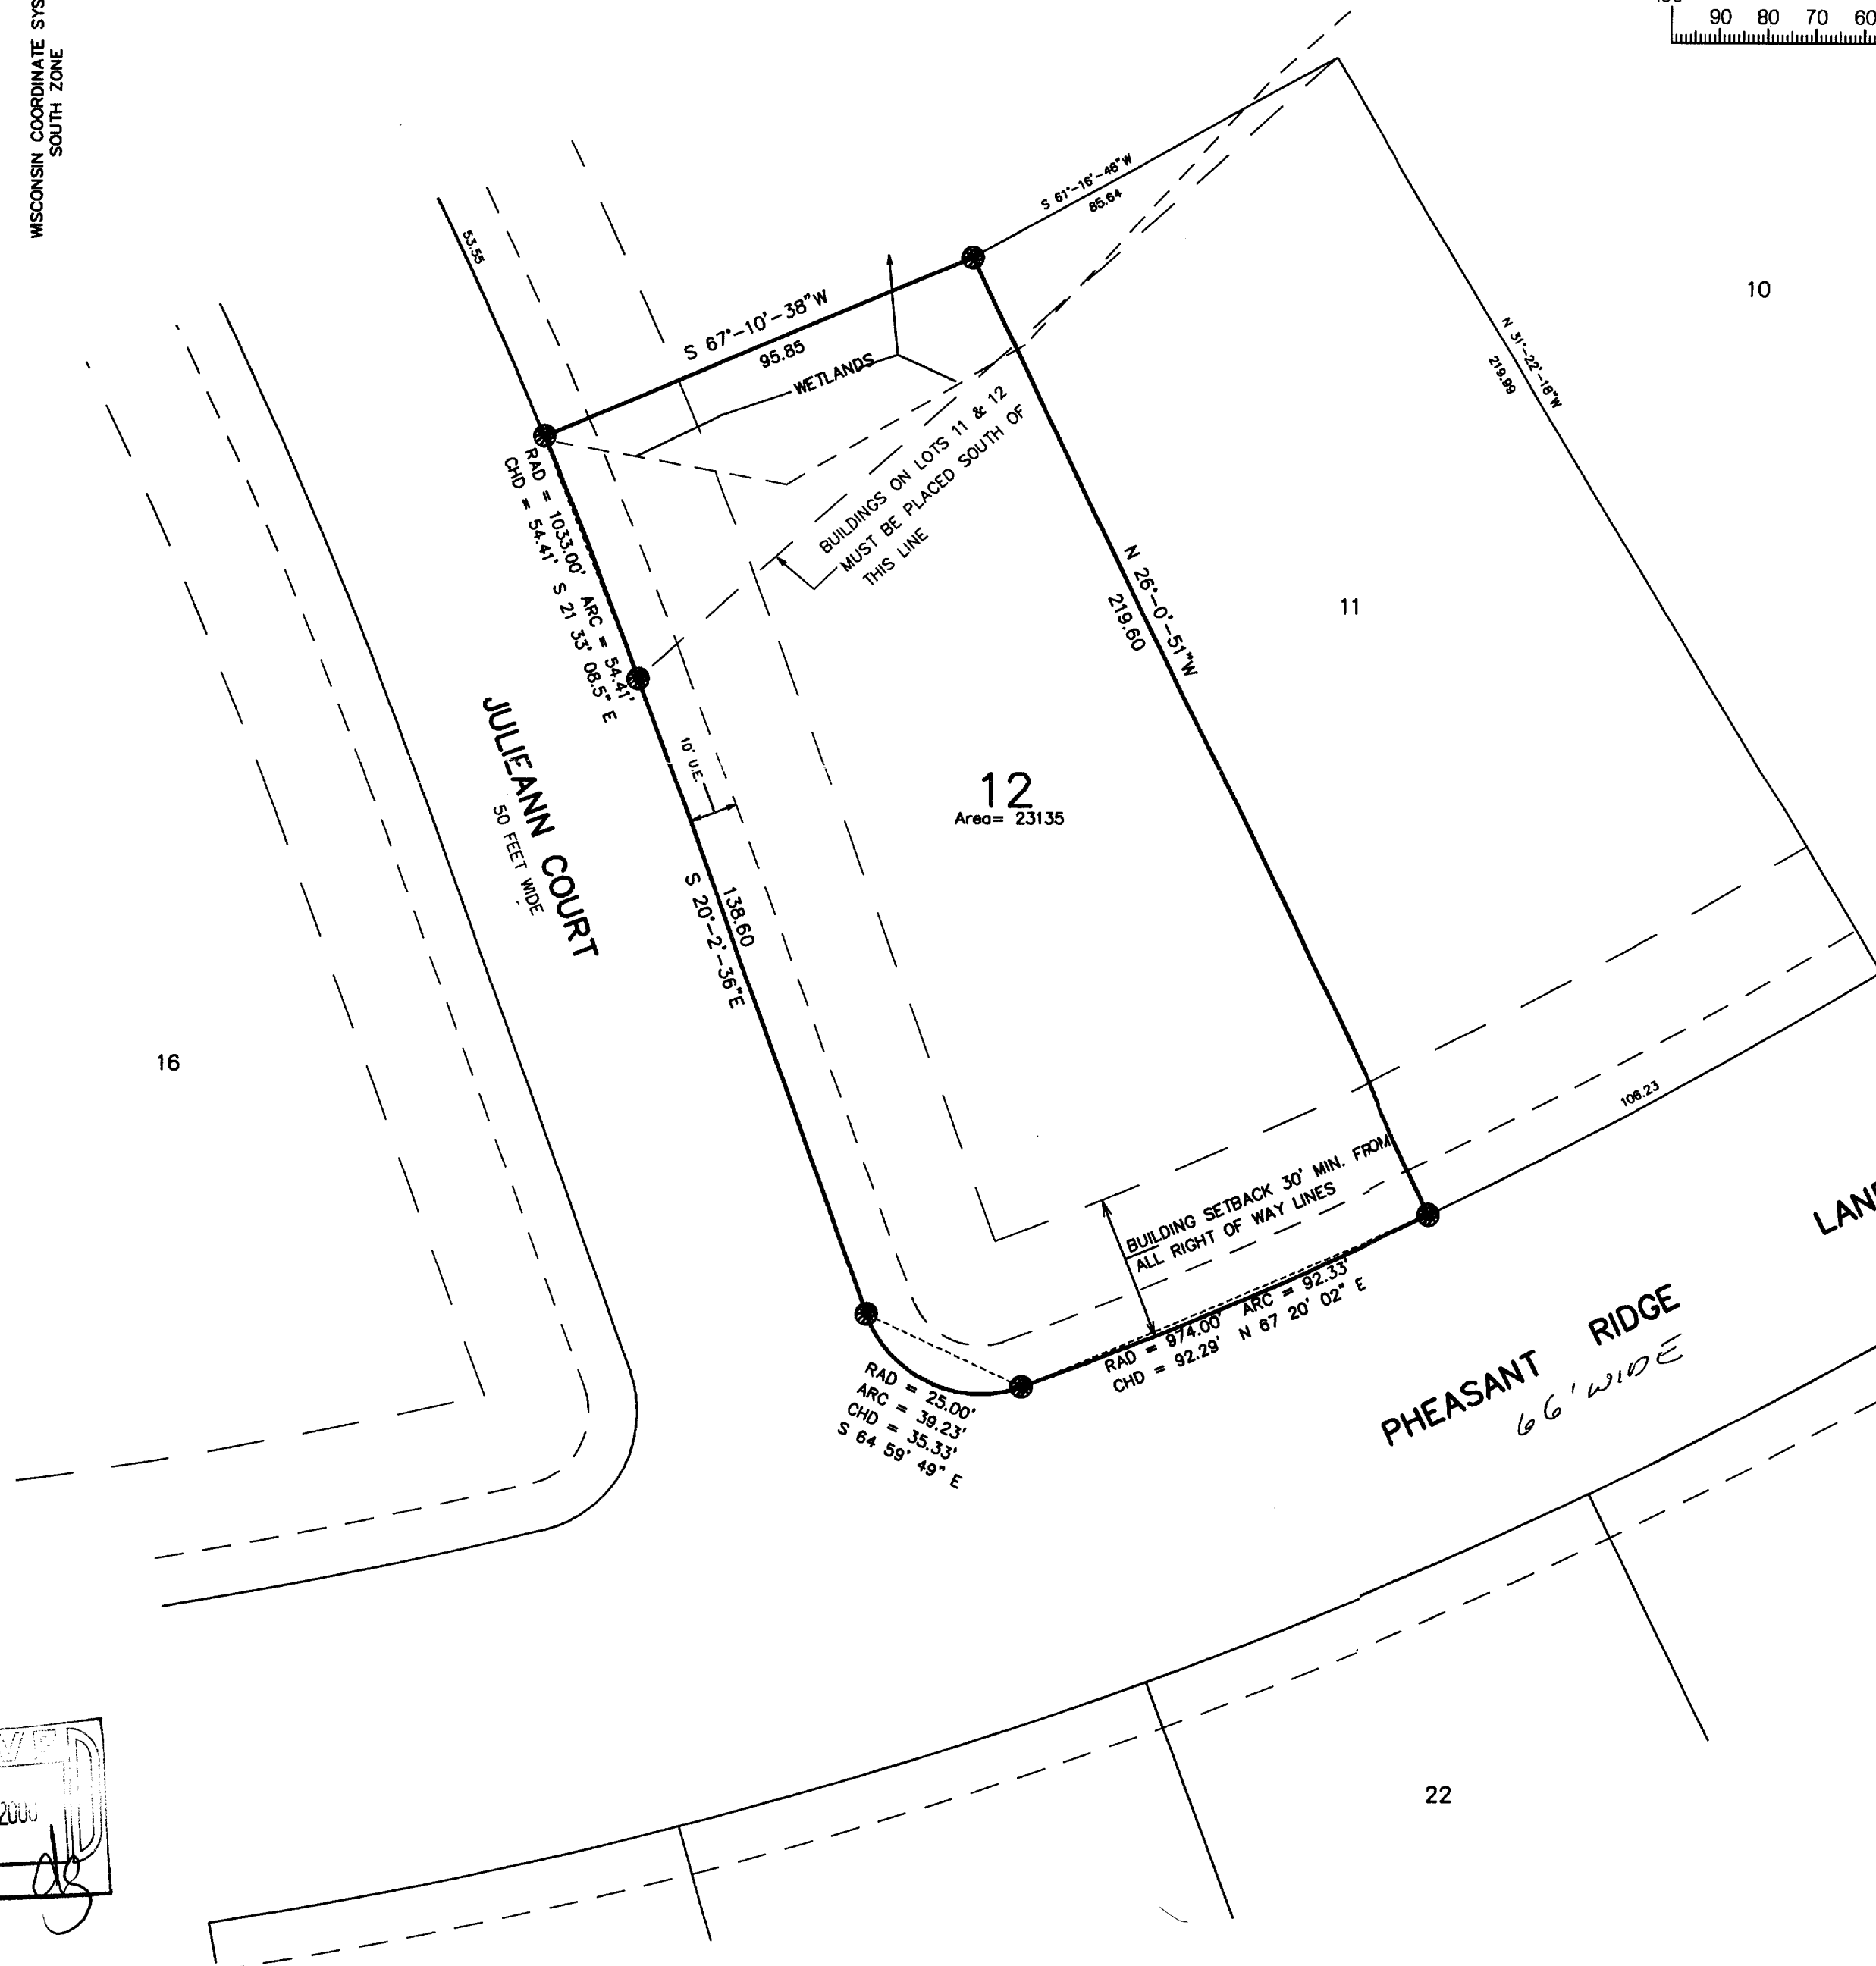 WISCONSIN COORDINATE SYS
SOUTH ZONE
90 80 70 60
53.55
S 61°-16'-46"W
85.64
S 67°-10'-38"W
95.85
WETLANDS
10
N 31°-22'-18"W
219.99
BUILDINGS ON LOTS 11 & 12
MUST BE PLACED SOUTH OF
THIS LINE
RAD = 1033.00' ARC = 54.41'
CHD = 54.41' S 21 33' 08.5" E
N 26°-0'-51"W
219.60
11
JULIEANN COURT
50 FEET WIDE
10' U.E.
12
Area= 23135
138.60
S 20°-2'-36"E
16
106.23
BUILDING SETBACK 30' MIN. FROM
ALL RIGHT OF WAY LINES
RAD = 974.00' ARC = 92.33'
CHD = 92.29' N 67 20' 02" E
RAD = 25.00'
ARC = 39.23'
CHD = 35.33'
S 64 59' 49" E
PHEASANT RIDGE LAN
66' WIDE
22
2000